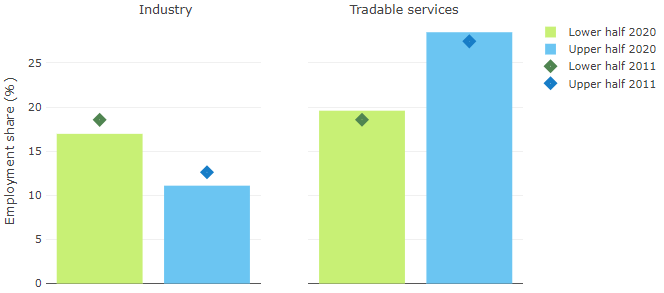 Industry
Tradable services
Lower half 2020
Upper half 2020
Lower half 2011
Upper half 2011
Employment share (%)
25
20
15
10
5
0